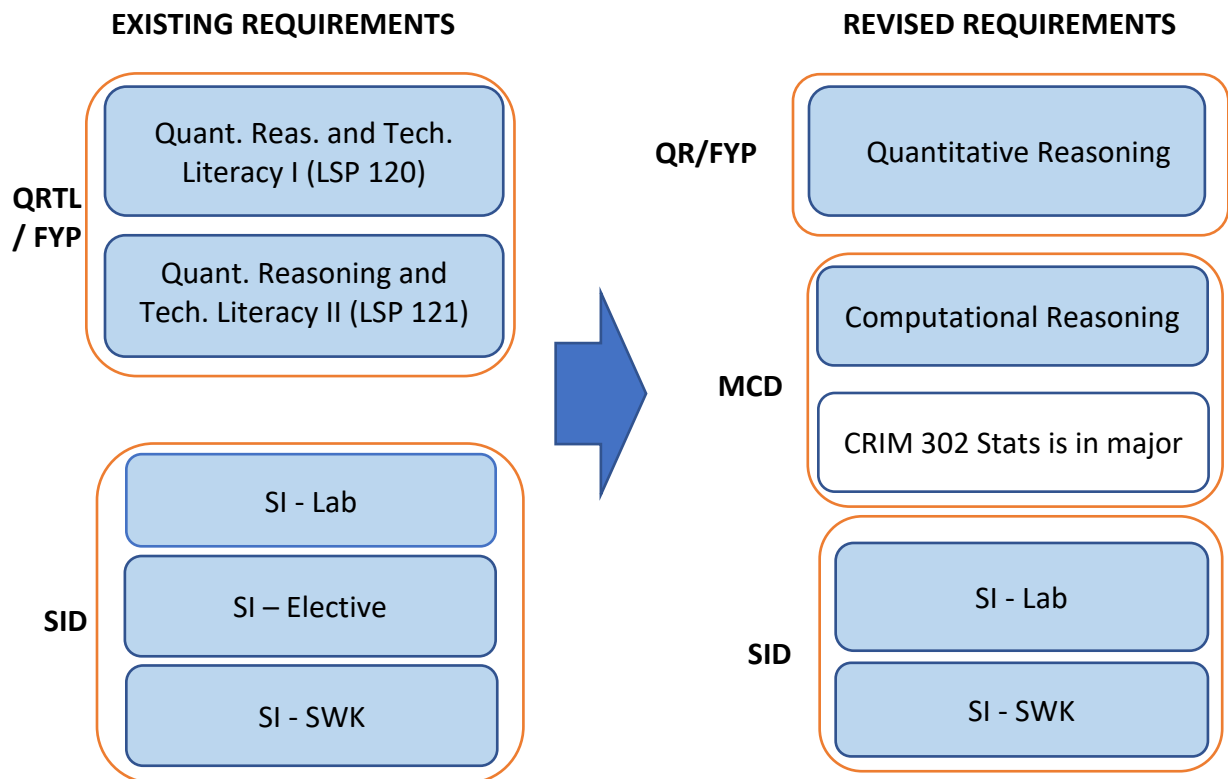 EXISTING REQUIREMENTS
QRTL
/ FYP
Quant. Reas. and Tech.
Literacy I (LSP 120)
Quant. Reasoning and
Tech. Literacy II (LSP 121)
SID
SI - Lab
SI – Elective
SI - SWK
REVISED REQUIREMENTS
QR/FYP
Quantitative Reasoning
MCD
Computational Reasoning
CRIM 302 Stats is in major
SID
SI - Lab
SI - SWK